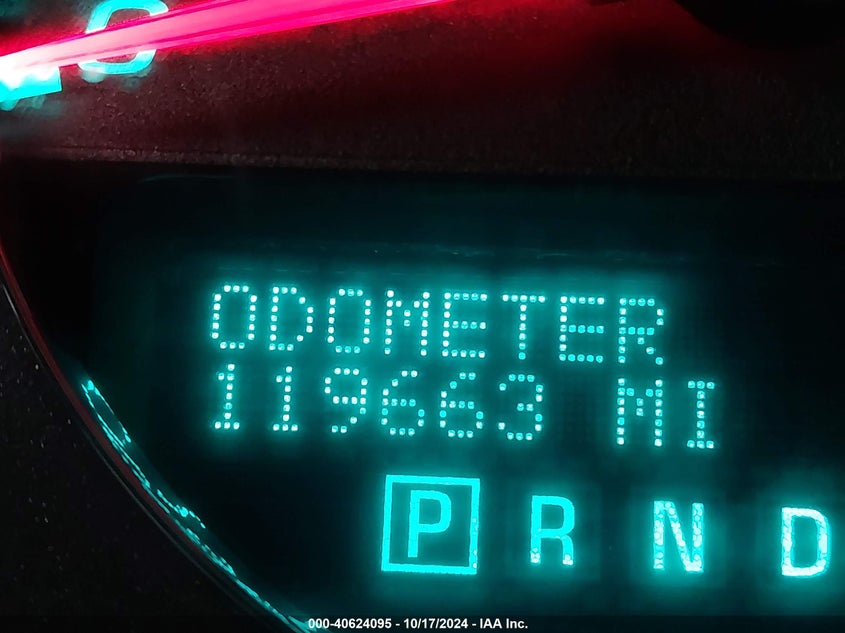 ODOMETER
119663 MI
P R N D
000-40624095 - 10/17/2024 - IAA Inc.